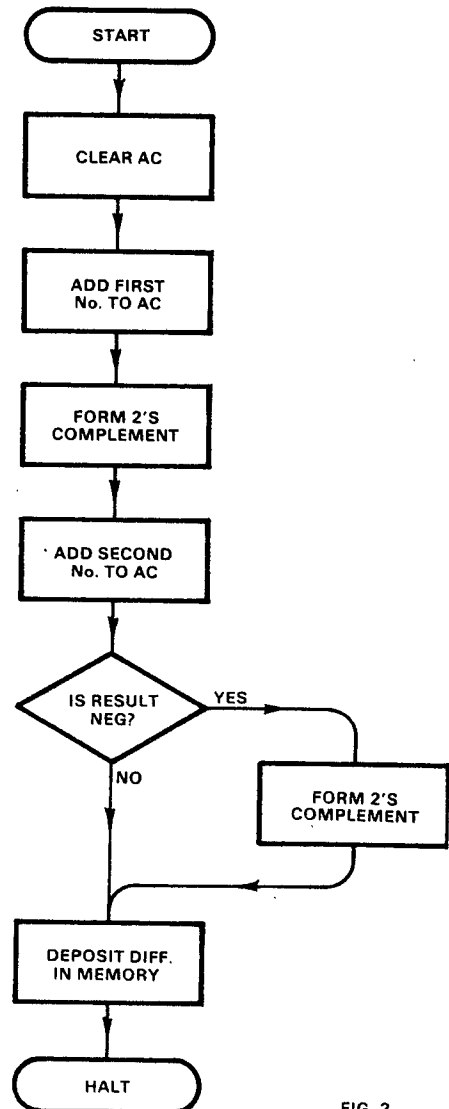 START
CLEAR AC
ADD FIRST
No. TO AC
FORM 2'S
COMPLEMENT
ADD SECOND
No. TO AC
IS RESULT
NEG?
YES
NO
FORM 2'S
COMPLEMENT
DEPOSIT DIFF.
IN MEMORY
HALT
FIG. 2